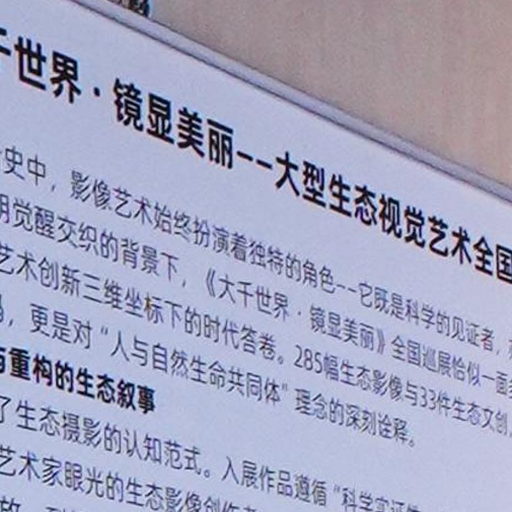 千世界·镜显美丽--大型生态视觉艺术全国
史中，影像艺术始终扮演着独特的角色--它既是科学的见证者，
明觉醒交织的背景下，《大千世界·镜显美丽》全国巡展恰似一面
艺术创新三维坐标下的时代答卷。285幅生态影像与33件生态文创，
，更是对“人与自然生命共同体”理念的深刻诠释。
与重构的生态叙事
了生态摄影的认知范式。入展作品遵循“科学实证
艺术家眼光的生态影像创作